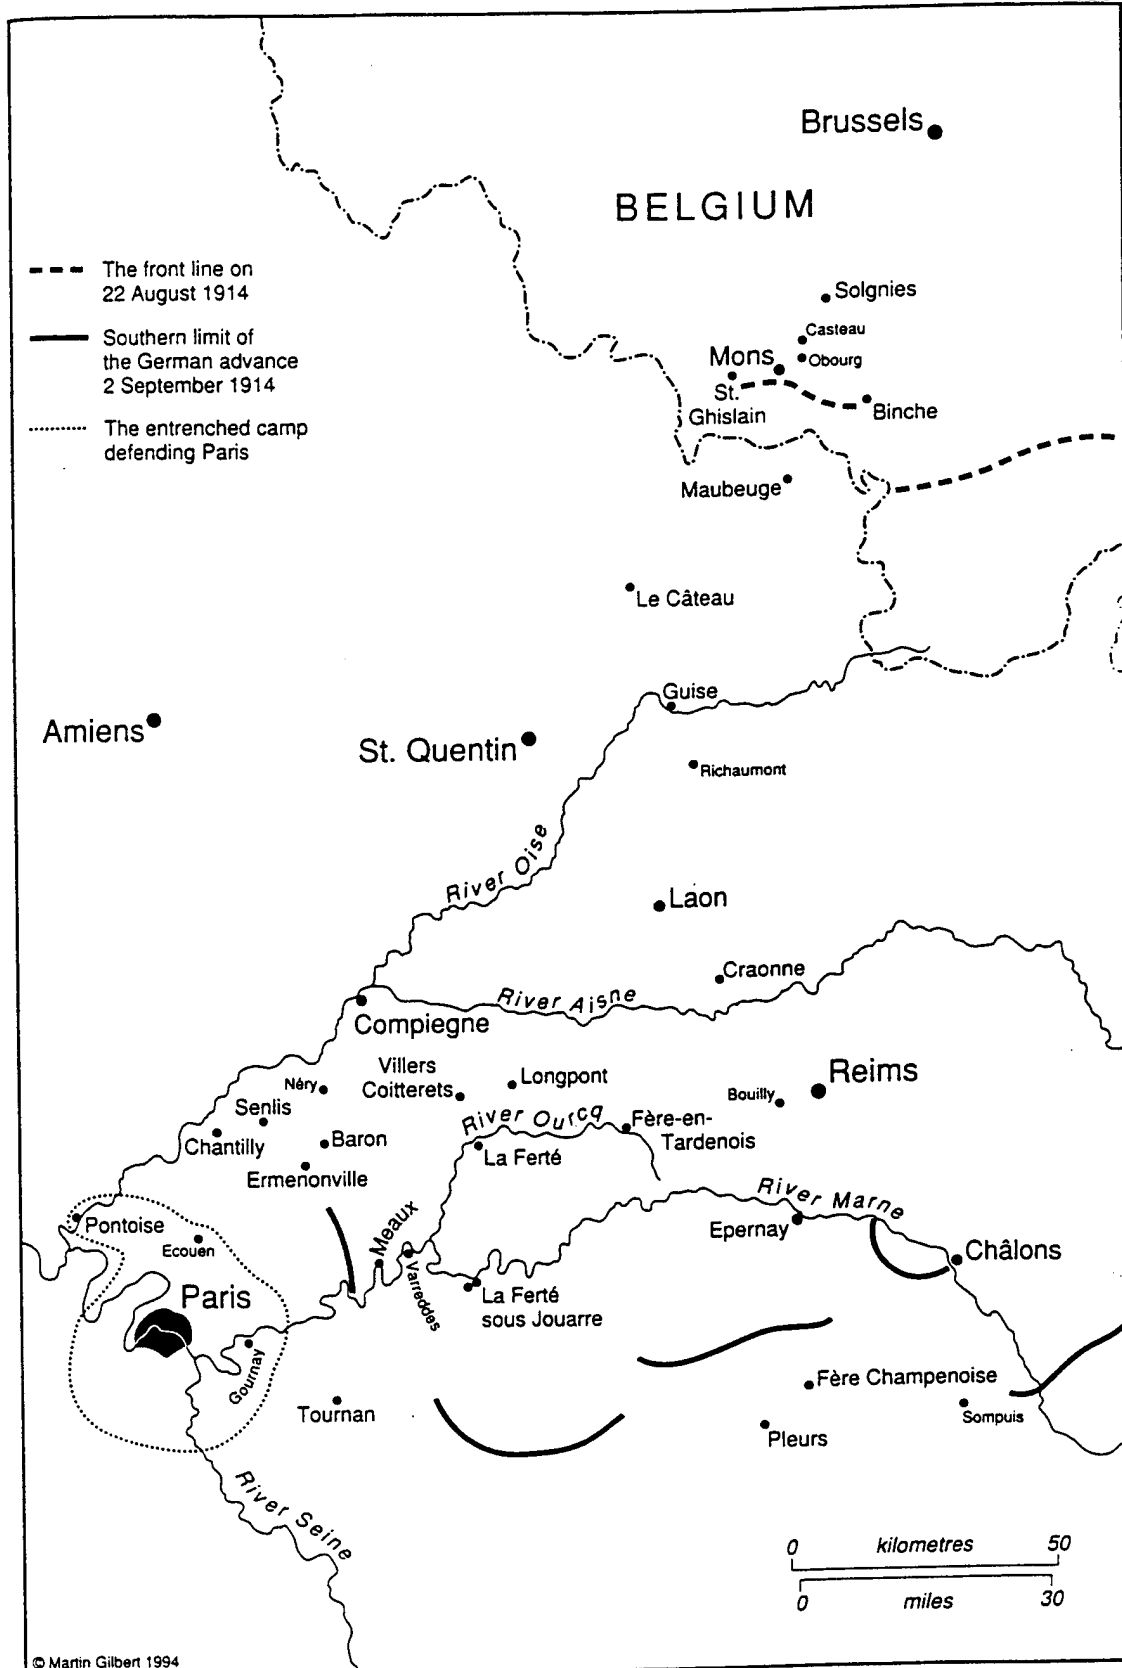 Brussels
BELGIUM
The front line on
22 August 1914
Southern limit of
the German advance
2 September 1914
The entrenched camp
defending Paris
Solgnies
Casteau
Obourg
Mons
St.
Ghislain
Binche
Maubeuge
Le Câteau
Guise
Amiens
St. Quentin
Richaumont
River Oise
Laon
Craonne
River Aisne
Compiegne
Villers
Coitterets
Longpont
Néry
Senlis
Chantilly
Baron
Ermenonville
River Ourcq
La Ferté
Fère-en-
Tardenois
Bouilly
Reims
River Marne
Epernay
Châlons
Pontoise
Ecouen
Meaux
Varreddes
La Ferté
sous Jouarre
Paris
Gournay
Tournan
Fère Champenoise
Sompuis
Pleurs
River Seine
0 kilometres 50
0 miles 30
© Martin Gilbert 1994